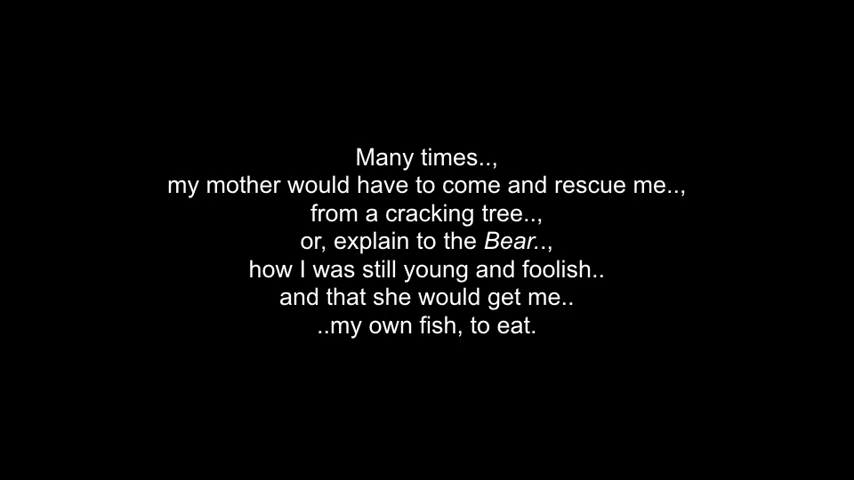 Many times..,
my mother would have to come and rescue me..,
from a cracking tree..,
or, explain to the Bear..,
how I was still young and foolish..
and that she would get me..
..my own fish, to eat.